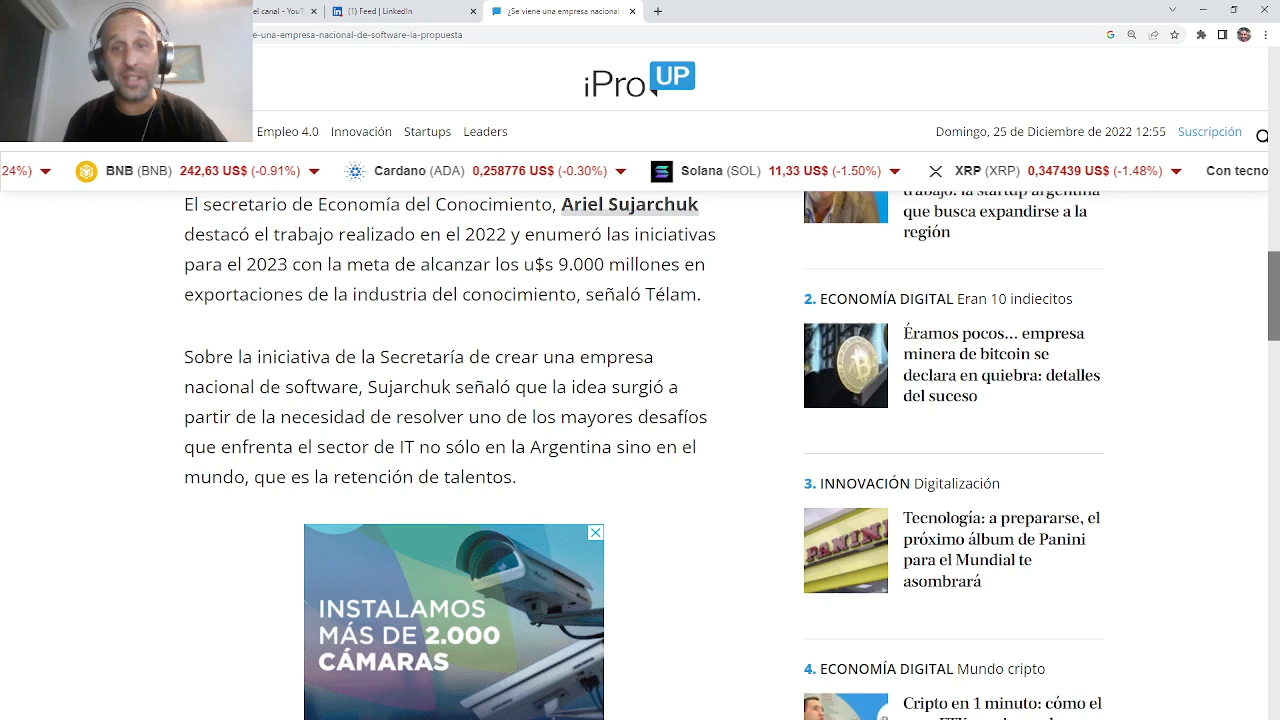 el canal - YouT
Feed | LinkedIn
¿Se viene una empresa nacional
e-una-empresa-nacional-de-software-la-propuesta
iPro UP
Empleo 4.0 Innovación Startups Leaders
Domingo, 25 de Diciembre de 2022 12:55 Suscripción
24%) BNB (BNB) 242,63 US$ (-0.91%) Cardano (ADA) 0,258776 US$ (-0.30%) Solana (SOL) 11,33 US$ (-1.50%) XRP (XRP) 0,347439 US$ (-1.48%) Con tecno
El secretario de Economía del Conocimiento, Ariel Sujarchuk
destacó el trabajo realizado en el 2022 y enumeró las iniciativas
para el 2023 con la meta de alcanzar los u$s 9.000 millones en
exportaciones de la industria del conocimiento, señaló Télam.
Sobre la iniciativa de la Secretaría de crear una empresa
nacional de software, Sujarchuk señaló que la idea surgió a
partir de la necesidad de resolver uno de los mayores desafíos
que enfrenta el sector de IT no sólo en la Argentina sino en el
mundo, que es la retención de talentos.
INSTALAMOS
MÁS DE 2.000
CÁMARAS
trabajo: la startup argentina
que busca expandirse a la
región
2. ECONOMÍA DIGITAL Eran 10 indiecitos
Éramos pocos... empresa
minera de bitcoin se
declara en quiebra: detalles
del suceso
3. INNOVACIÓN Digitalización
PANINI
Tecnología: a prepararse, el
próximo álbum de Panini
para el Mundial te
asombrará
4. ECONOMÍA DIGITAL Mundo cripto
Cripto en 1 minuto: cómo el